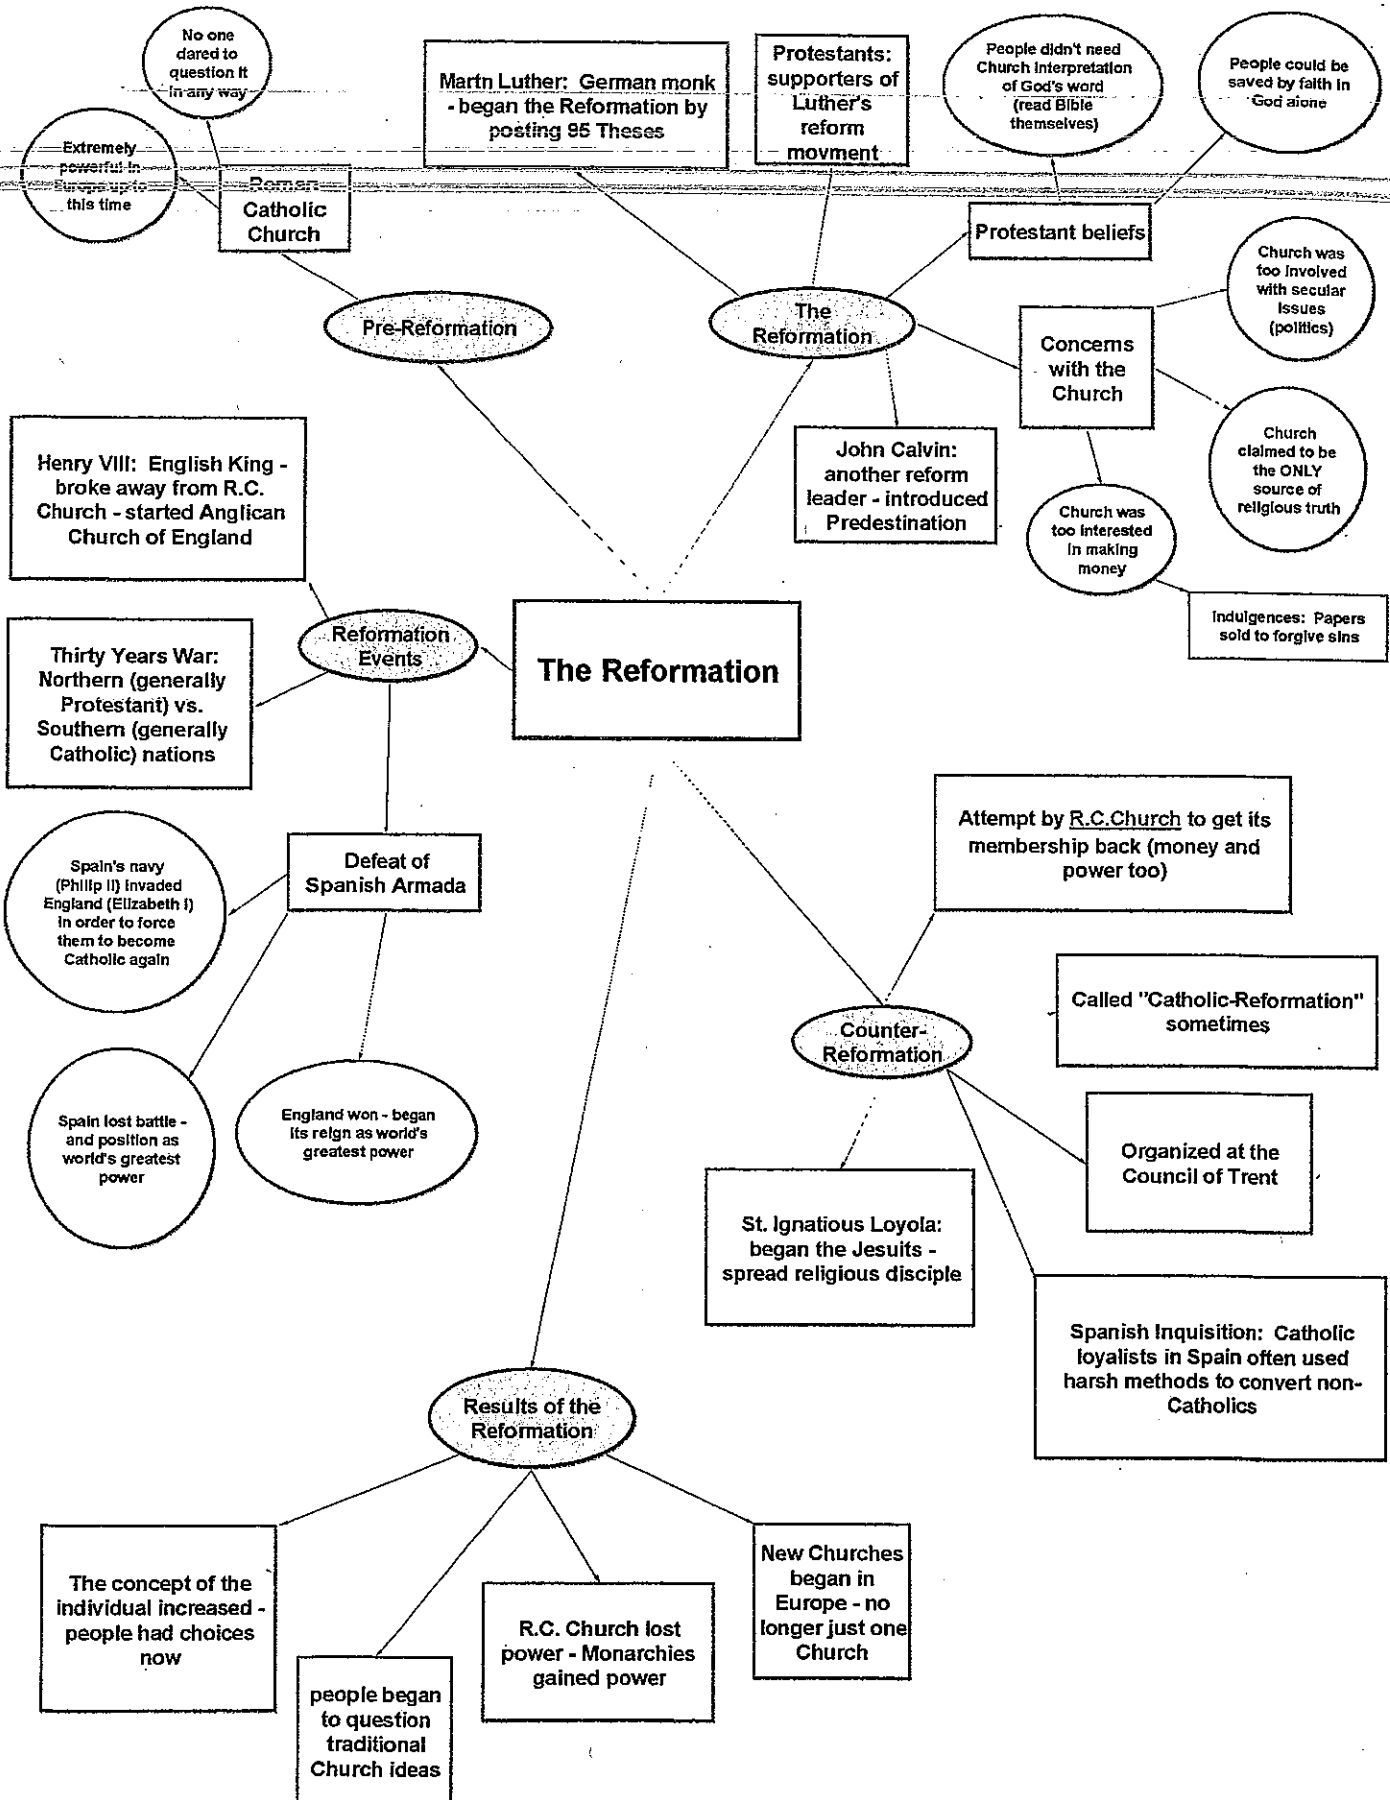 No one
dared to
question it
in any way
Extremely
powerful in
Europe up to
this time
Roman
Catholic
Church
Pre-Reformation
Martn Luther: German monk
- began the Reformation by
posting 95 Theses
Protestants:
supporters of
Luther's
reform
movment
People didn't need
Church interpretation
of God's word
(read Bible
themselves)
People could be
saved by faith in
God alone
Protestant beliefs
The
Reformation
Concerns
with the
Church
Church was
too involved
with secular
issues
(politics)
Church
claimed to be
the ONLY
source of
religious truth
Church was
too interested
in making
money
Indulgences: Papers
sold to forgive sins
John Calvin:
another reform
leader - introduced
Predestination
Henry VIII: English King -
broke away from R.C.
Church - started Anglican
Church of England
Reformation
Events
The Reformation
Thirty Years War:
Northern (generally
Protestant) vs.
Southern (generally
Catholic) nations
Defeat of
Spanish Armada
Spain's navy
(Philip II) invaded
England (Elizabeth I)
in order to force
them to become
Catholic again
Spain lost battle -
and position as
world's greatest
power
England won - began
its reign as world's
greatest power
Attempt by R.C.Church to get its
membership back (money and
power too)
Called "Catholic-Reformation"
sometimes
Counter-
Reformation
Organized at the
Council of Trent
St. Ignatious Loyola:
began the Jesuits -
spread religious disciple
Spanish Inquisition: Catholic
loyalists in Spain often used
harsh methods to convert non-
Catholics
Results of the
Reformation
The concept of the
individual increased -
people had choices
now
people began
to question
traditional
Church ideas
R.C. Church lost
power - Monarchies
gained power
New Churches
began in
Europe - no
longer just one
Church